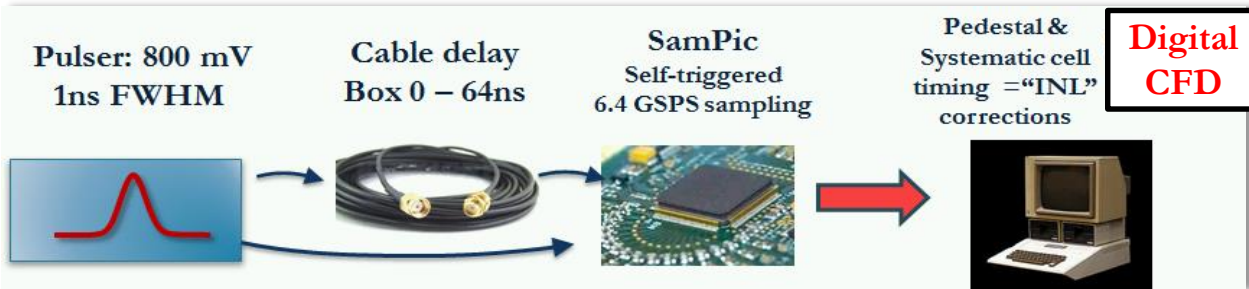 Pulser: 800 mV
1ns FWHM
Cable delay
Box 0 – 64ns
SamPic
Self-triggered
6.4 GSPS sampling
Pedestal &
Systematic cell
timing ="INL"
corrections
Digital
CFD